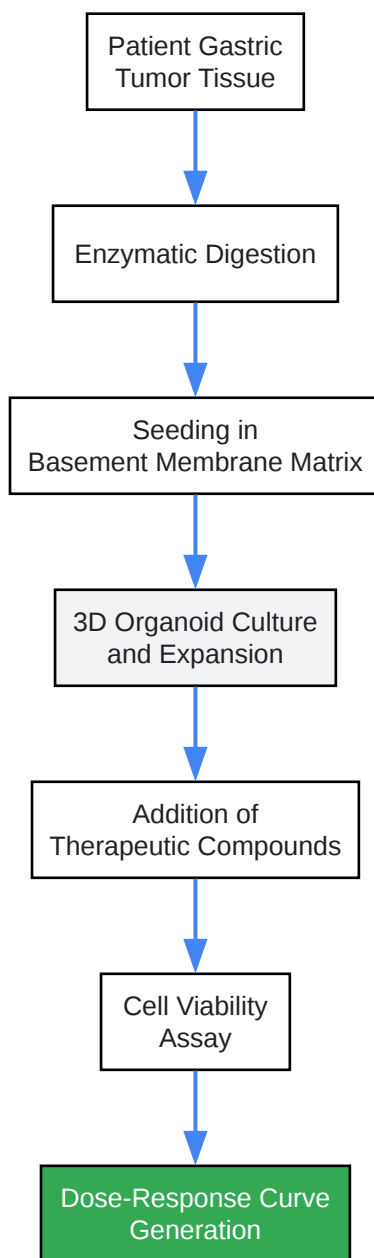 Patient Gastric
Tumor Tissue
Enzymatic Digestion
Seeding in
Basement Membrane Matrix
3D Organoid Culture
and Expansion
Addition of
Therapeutic Compounds
Cell Viability
Assay
Dose-Response Curve
Generation